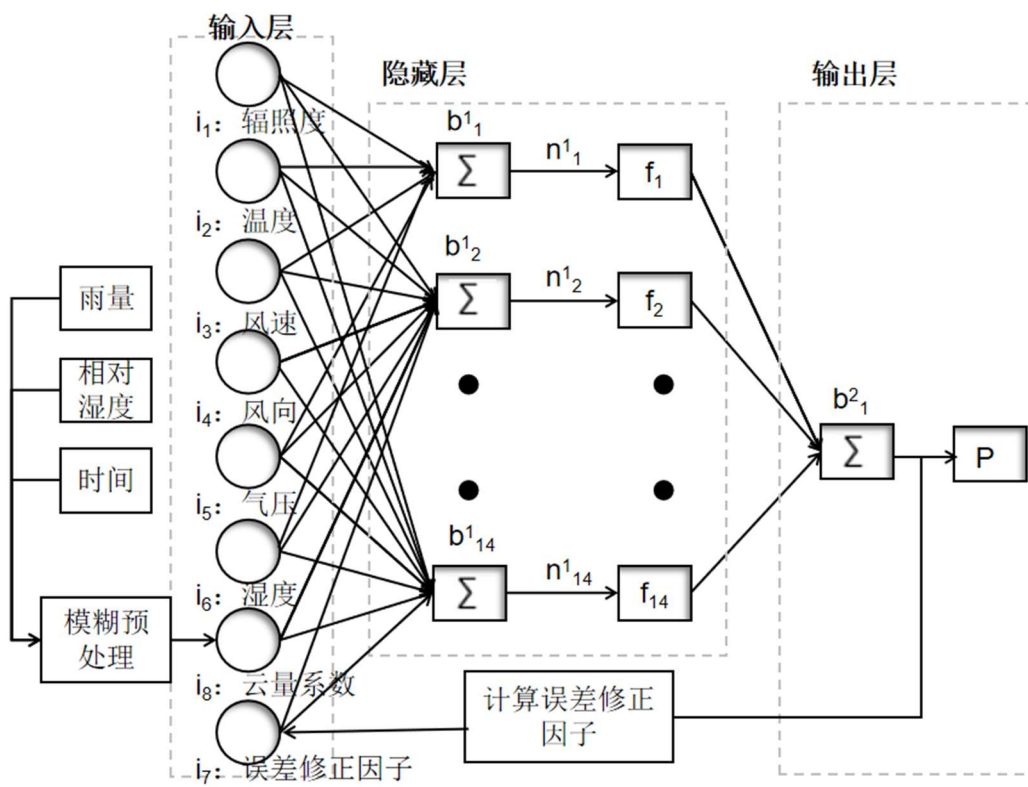 输入层
隐藏层
输出层
i₁：辐照度
i₂：温度
i₃：风速
i₄：风向
i₅：气压
i₆：湿度
i₈：云量系数
i₇：误差修正因子
雨量
相对
湿度
时间
模糊预
处理
b¹₁
Σ
n¹₁
f₁
b¹₂
Σ
n¹₂
f₂
b¹₁₄
Σ
n¹₁₄
f₁₄
b²₁
Σ
P
计算误差修正
因子